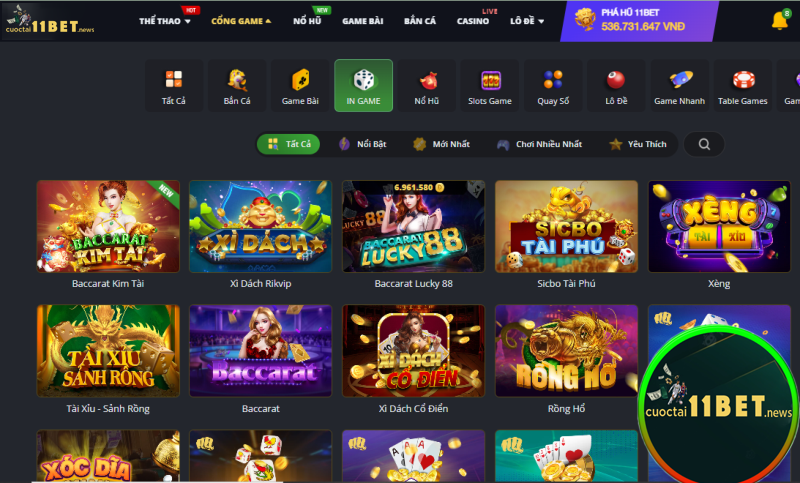 cuoctai11BET.news
THỂ THAO
HOT
CỔNG GAME
NỔ HŨ
NEW
GAME BÀI
BẮN CÁ
CASINO
LIVE
LÔ ĐỀ
PHÁ HŨ 11BET
536.731.647 VNĐ
8
Tất Cả
Bắn Cá
Game Bài
IN GAME
Nổ Hũ
Slots Game
Quay Số
Lô Đề
Game Nhanh
Table Games
Gam
Tất Cả
Nổi Bật
Mới Nhất
Chơi Nhiều Nhất
Yêu Thích
NEW
BACCARAT
KIM TÀI
XÌ DÁCH
6.961.580
LUCKY88
BACCARAT
LUCKY88
SICBO
TÀI PHÚ
XÈNG
TÀI XỈU
Baccarat Kim Tài
Xì Dách Rikvip
Baccarat Lucky 88
Sicbo Tài Phú
Xèng
TÀI XỈU
SÁNH RỒNG
Baccarat
XÌ DÁCH
CỔ ĐIỂN
RỒNG HỔ
Tài Xỉu - Sảnh Rồng
Baccarat
Xì Dách Cổ Điển
Rồng Hổ
cuoctai11BET.news
XÓC DĨA